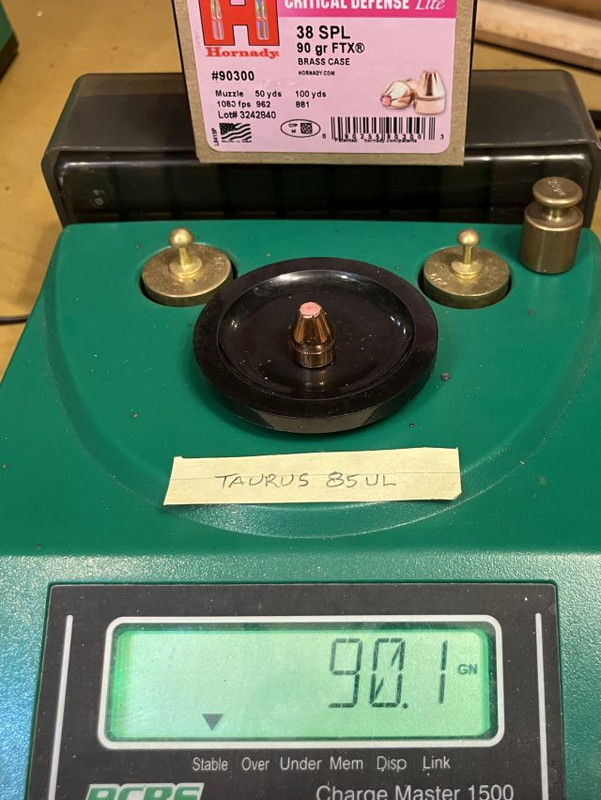 CRITICAL DEFENSE Lite
H
Hornady
38 SPL
90 gr FTX®
BRASS CASE
HORNADY.COM
#90300
Muzzle 50 yds 100 yds
1080 fps 962 881
Lot# 3242840
TAURUS 85UL
90.1 GN
Stable Over Under Mem Disp Link
RCBS
Charge Master 1500